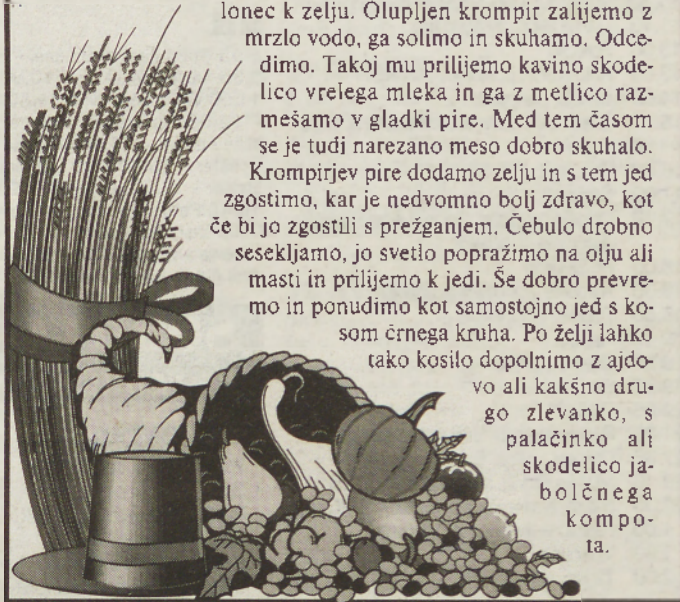 lonec k zelju. Olupljen krompir zalijemo z
mrzlo vodo, ga solimo in skuhamo. Odce-
dimo. Takoj mu prilijemo kavino skode-
lico vrelega mleka in ga z metlico raz-
mešamo v gladki pire. Med tem časom
se je tudi narezano meso dobro skuhalo.
Krompirjev pire dodamo zelju in s tem jed
zgostimo, kar je nedvomno bolj zdravo, kot
če bi jo zgostili s prežganjem. Čebulo drobno
sesekljamo, jo svetlo popražimo na olju ali
masti in prilijemo k jedi. Še dobro prevre-
mo in ponudimo kot samostojno jed s ko-
som črnega kruha. Po želji lahko
tako kosilo dopolnimo z ajdo-
vo ali kakšno dru-
go zlevanko, s
palačinko ali
skodelico ja-
bolčnega
kompo-
ta.